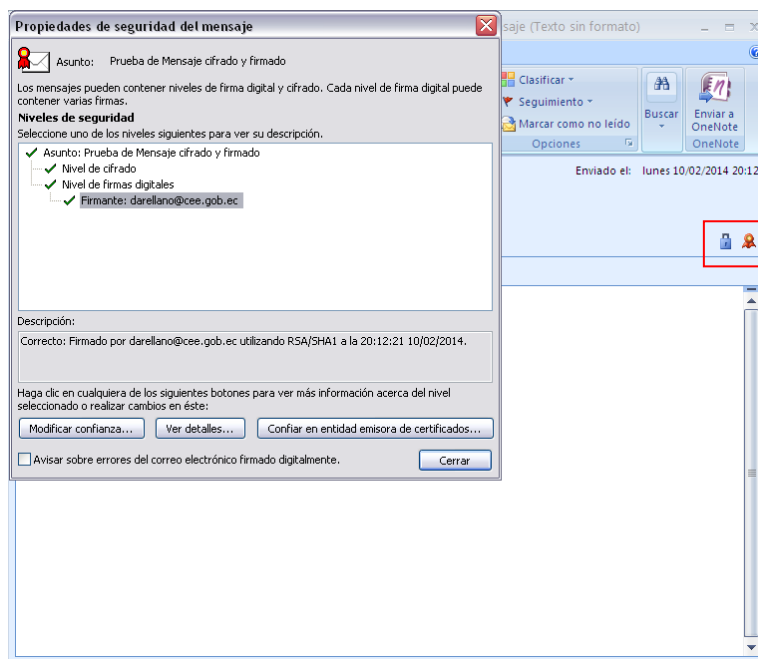 Propiedades de seguridad del mensaje
saje (Texto sin formato)
Asunto: Prueba de Mensaje cifrado y firmado
Los mensajes pueden contener niveles de firma digital y cifrado. Cada nivel de firma digital puede
contener varias firmas.
Niveles de seguridad
Seleccione uno de los niveles siguientes para ver su descripción.
Asunto: Prueba de Mensaje cifrado y firmado
Nivel de cifrado
Nivel de firmas digitales
Firmante: darellano@cee.gob.ec
Descripción:
Correcto: Firmado por darellano@cee.gob.ec utilizando RSA/SHA1 a la 20:12:21 10/02/2014.
Haga clic en cualquiera de los siguientes botones para ver más información acerca del nivel
seleccionado o realizar cambios en éste:
Modificar confianza... Ver detalles... Confiar en entidad emisora de certificados...
Avisar sobre errores del correo electrónico firmado digitalmente. Cerrar
Clasificar
Seguimiento
Marcar como no leído
Opciones
Buscar
Enviar a
OneNote
OneNote
Enviado el: lunes 10/02/2014 20:12